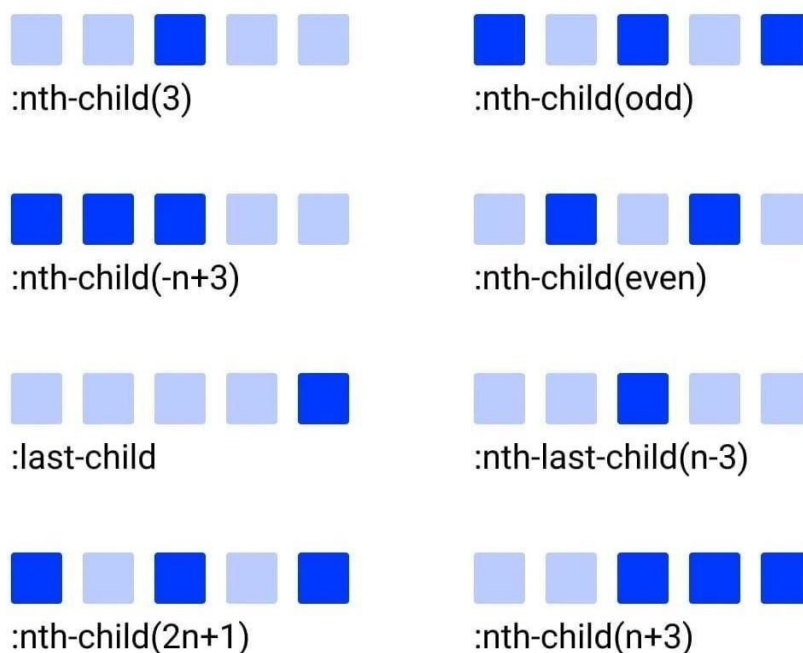 :nth-child(3)
:nth-child(odd)
:nth-child(-n+3)
:nth-child(even)
:last-child
:nth-last-child(n-3)
:nth-child(2n+1)
:nth-child(n+3)